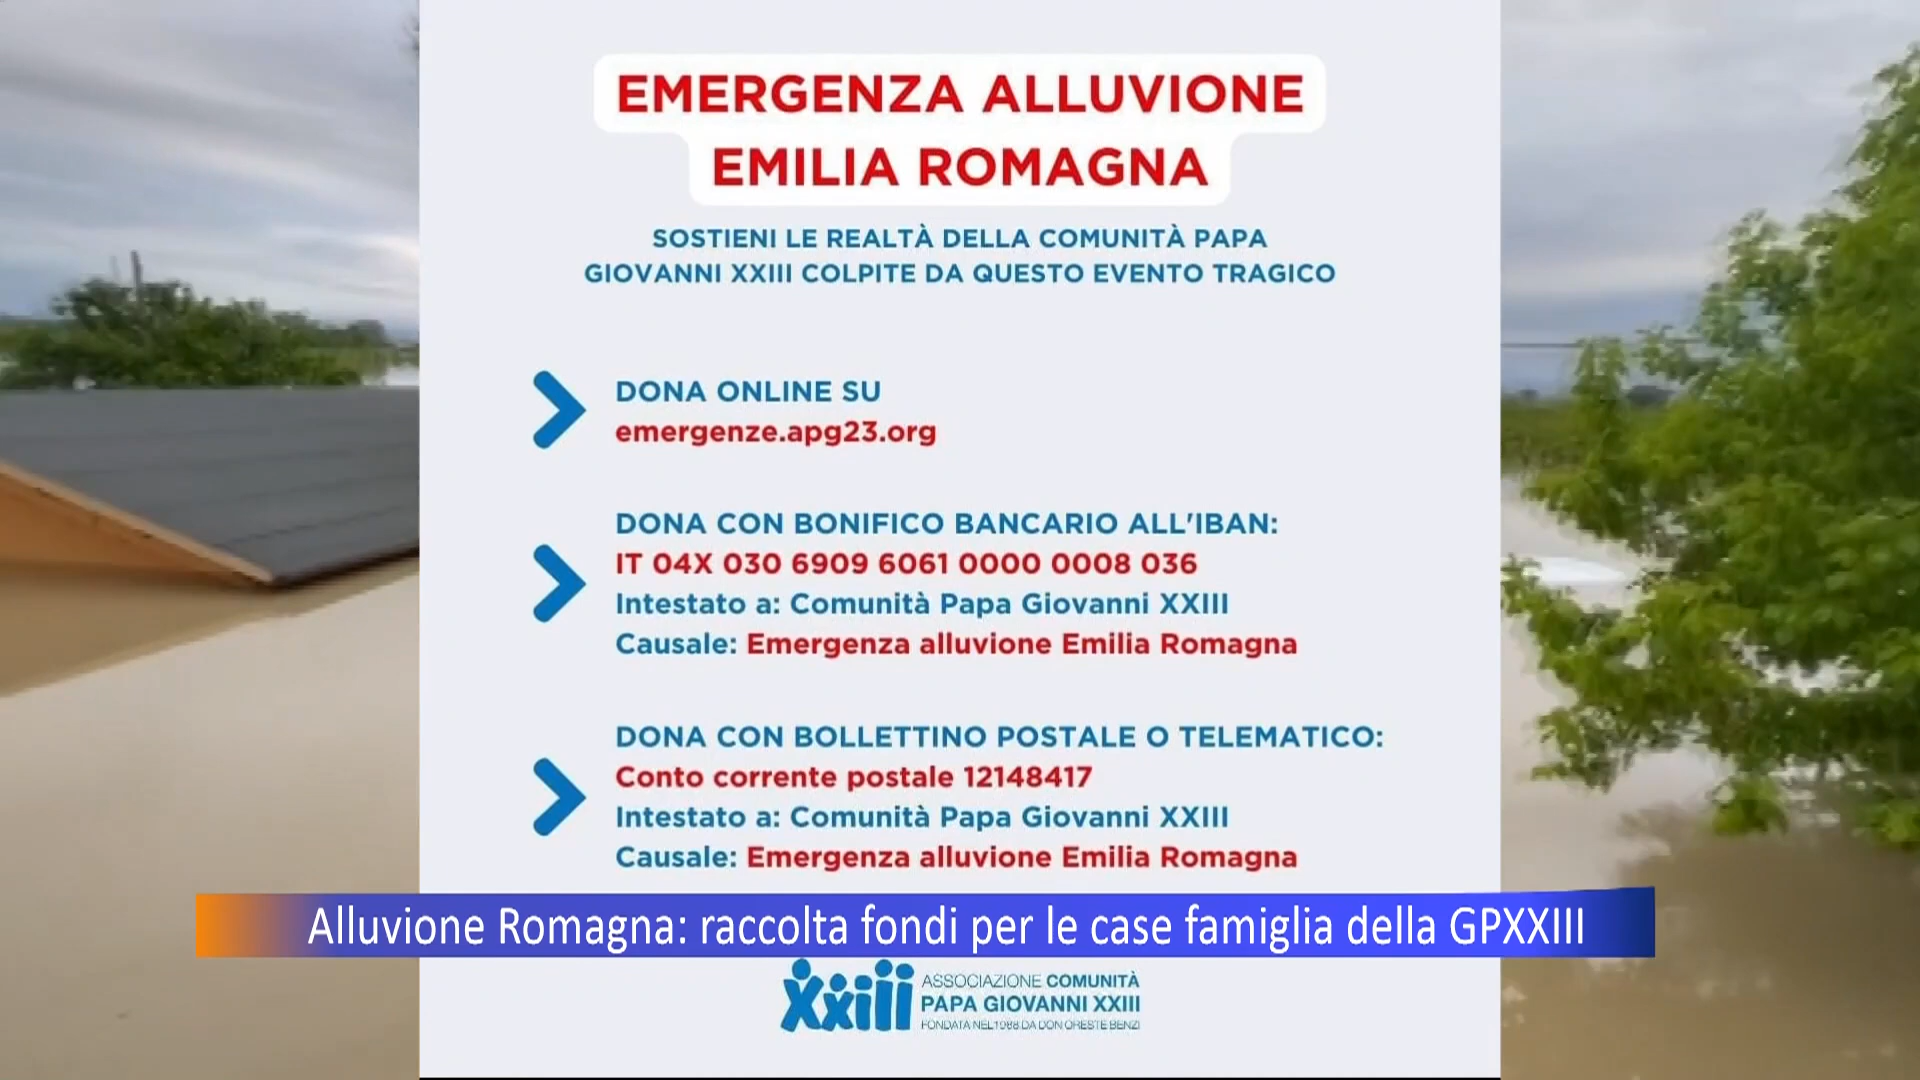 EMERGENZA ALLUVIONE
EMILIA ROMAGNA
SOSTIENI LE REALTÀ DELLA COMUNITÀ PAPA
GIOVANNI XXIII COLPITE DA QUESTO EVENTO TRAGICO
DONA ONLINE SU
emergenze.apg23.org
DONA CON BONIFICO BANCARIO ALL'IBAN:
IT 04X 030 6909 6061 0000 0008 036
Intestato a: Comunità Papa Giovanni XXIII
Causale: Emergenza alluvione Emilia Romagna
DONA CON BOLLETTINO POSTALE O TELEMATICO:
Conto corrente postale 12148417
Intestato a: Comunità Papa Giovanni XXIII
Causale: Emergenza alluvione Emilia Romagna
Alluvione Romagna: raccolta fondi per le case famiglia della GPXXIII
xxiii
ASSOCIAZIONE COMUNITÀ
PAPA GIOVANNI XXIII
FONDATA NEL 1968 DA DON ORESTE BENZI